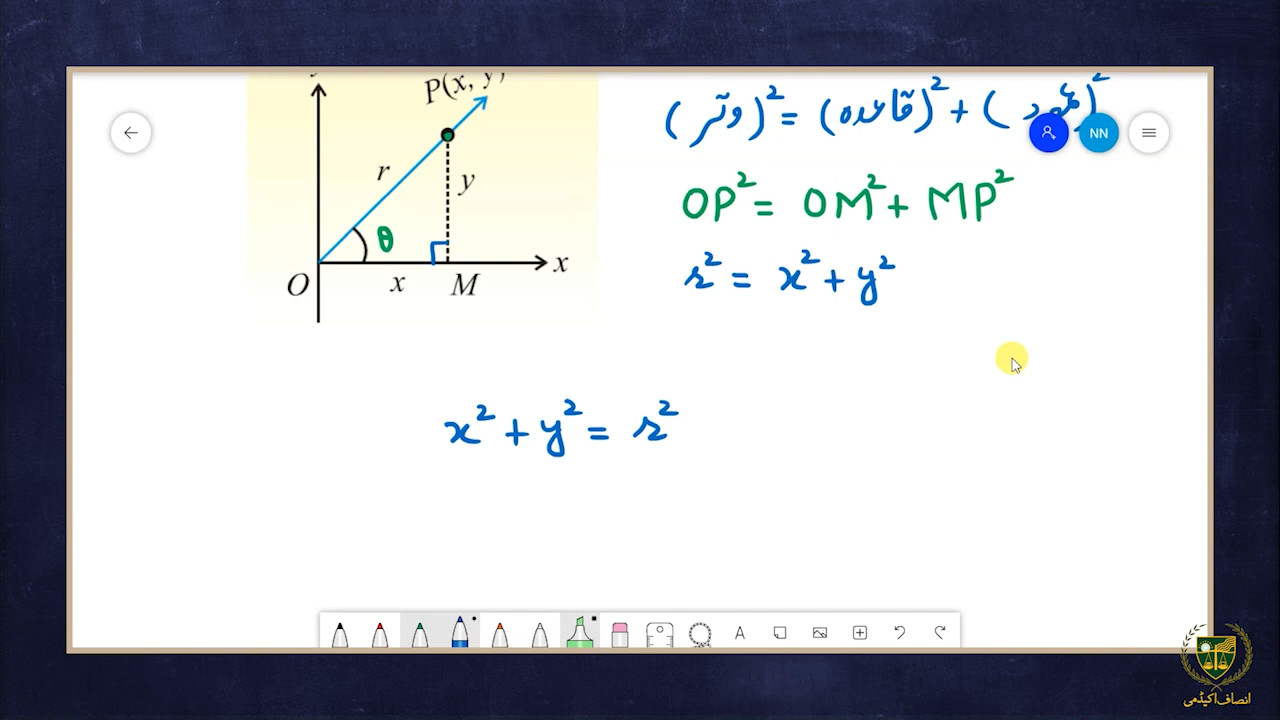 P(x, y)
r
y
θ
O
x
M
x
(وتر)² = (قاعدہ)² + (عمود)²
OP² = OM² + MP²
r² = x² + y²
x² + y² = r²
NN
A
انصاف اکیڈمی